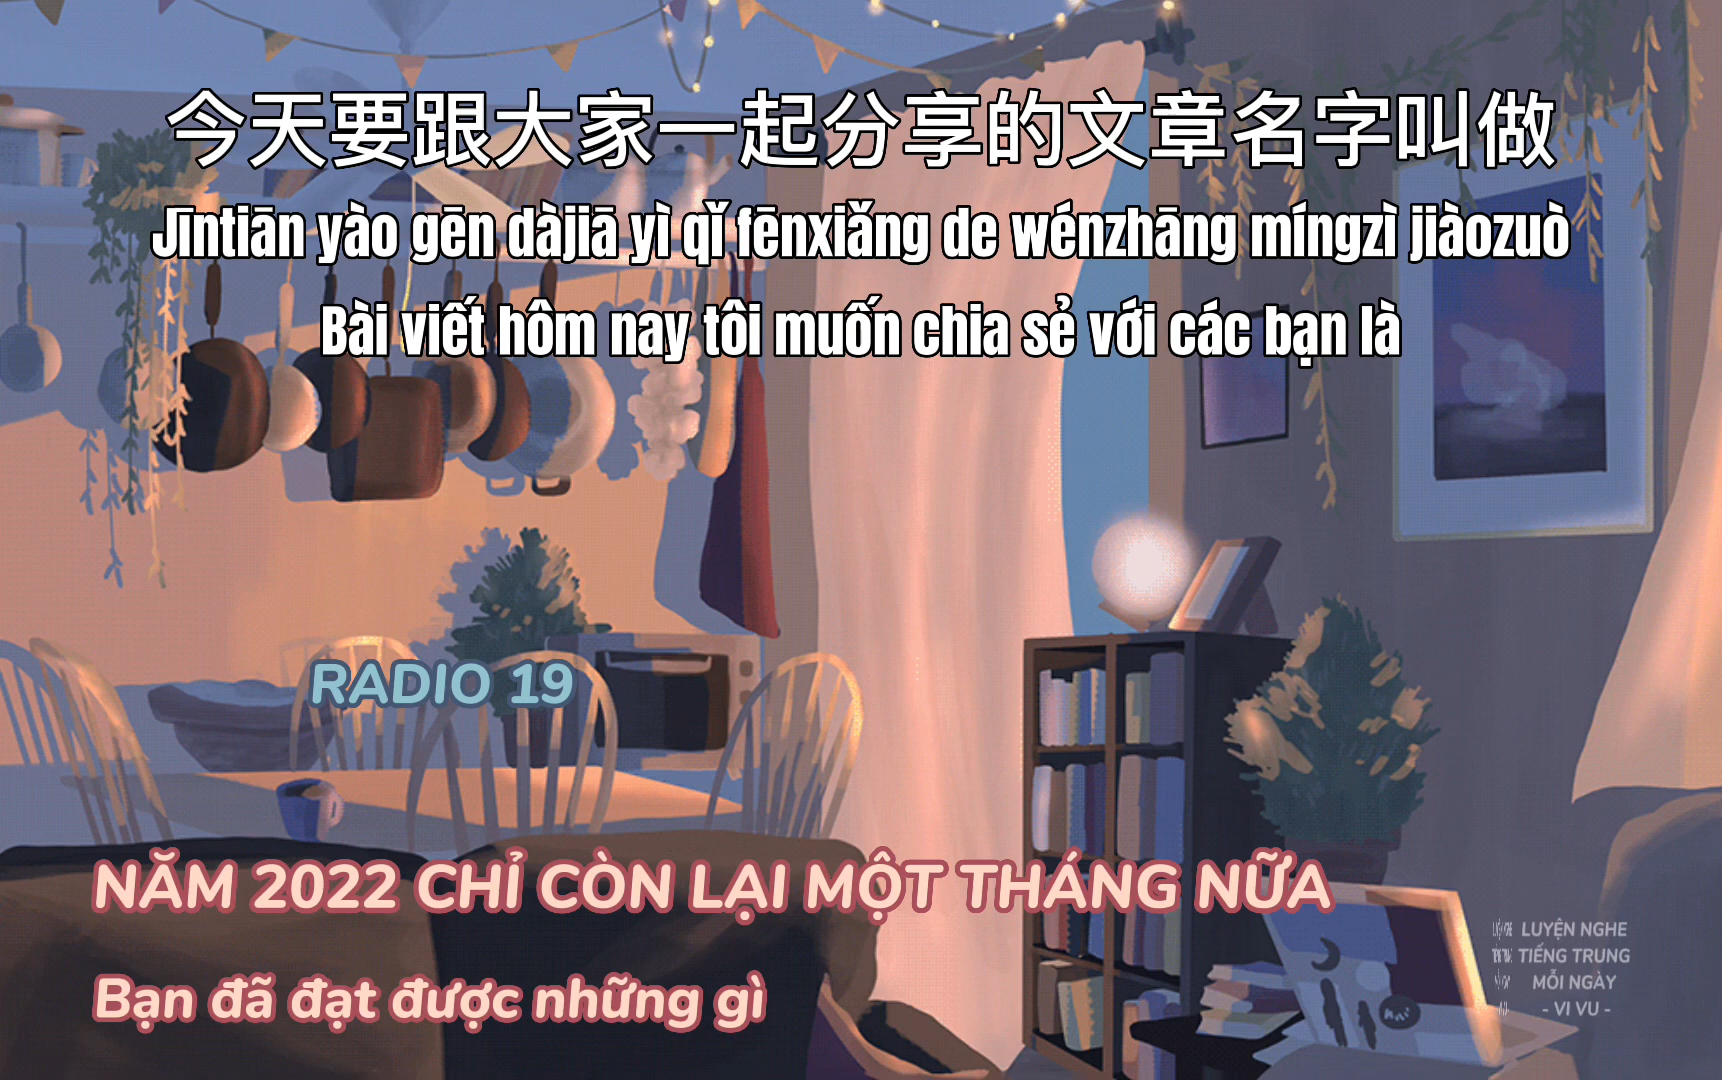 今天要跟大家一起分享的文章名字叫做
Jīntiān yào gēn dàjiā yì qǐ fēnxiǎng de wénzhāng míngzì jiàozuò
Bài viết hôm nay tôi muốn chia sẻ với các bạn là
RADIO 19
NĂM 2022 CHỈ CÒN LẠI MỘT THÁNG NỮA
Bạn đã đạt được những gì
LUYỆN NGHE
TIẾNG TRUNG
MỖI NGÀY
- VI VU -